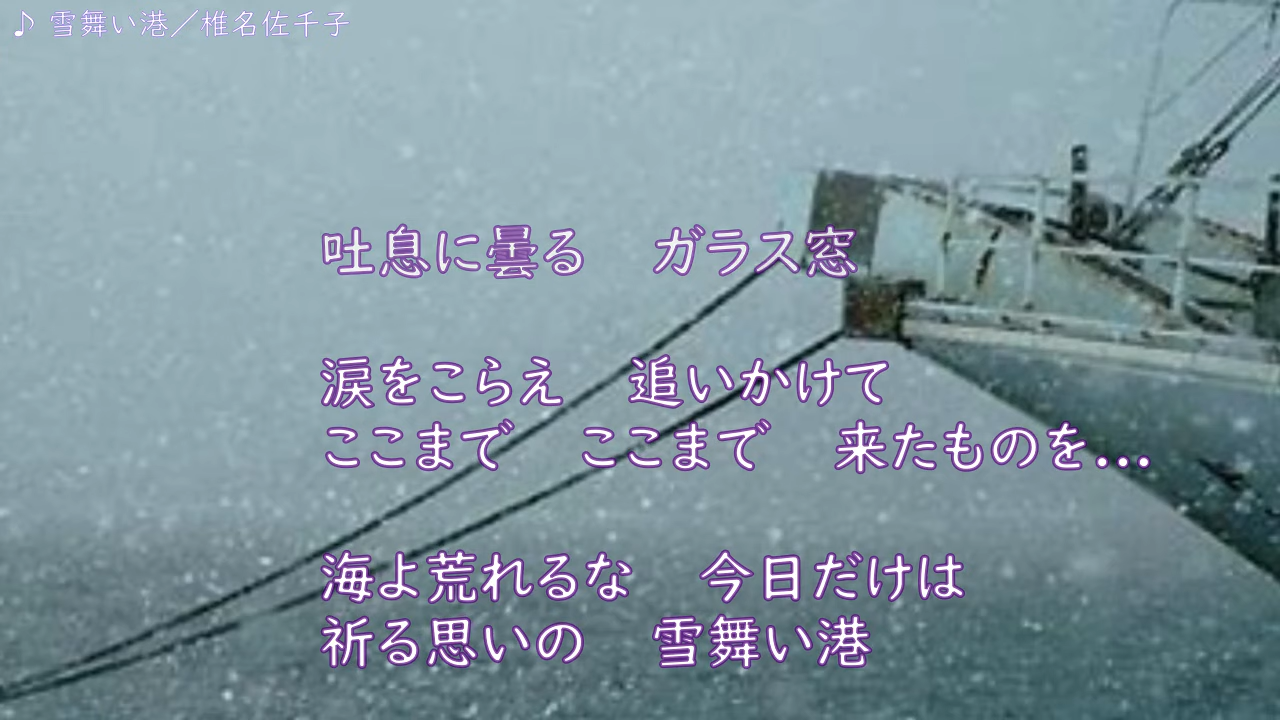 ♪ 雪舞い港／椎名佐千子
吐息に曇る　ガラス窓
涙をこらえ　追いかけて
ここまで　ここまで　来たものを...
海よ荒れるな　今日だけは
祈る思いの　雪舞い港